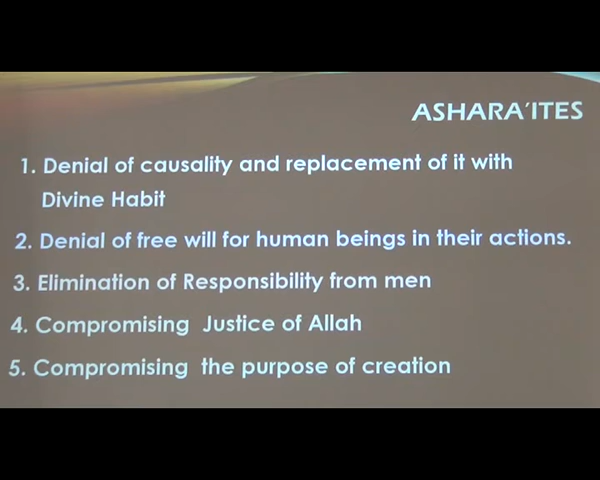 ASHARA'ITES
1. Denial of causality and replacement of it with
Divine Habit
2. Denial of free will for human beings in their actions.
3. Elimination of Responsibility from men
4. Compromising Justice of Allah
5. Compromising the purpose of creation